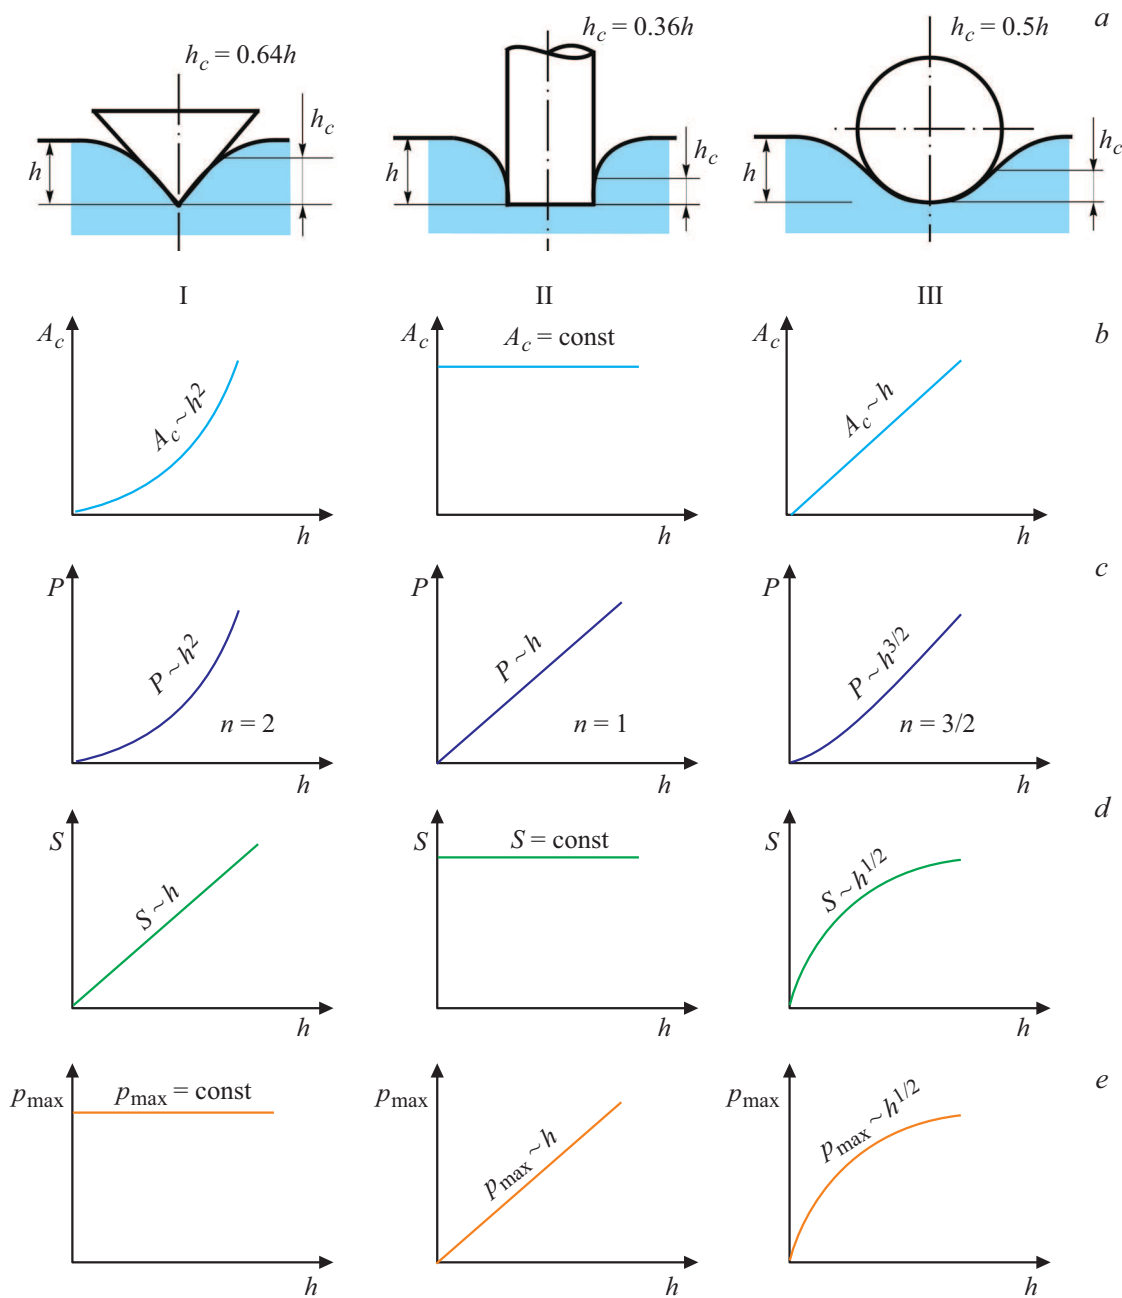 h_c = 0.64h
h_c = 0.36h
h_c = 0.5h
a
h
h_c
h
h_c
h
h_c
I
II
III
A_c
A_c ~ h^2
h
A_c
A_c = const
h
A_c
A_c ~ h
h
b
P
P ~ h^2
n = 2
h
P
P ~ h
n = 1
h
P
P ~ h^{3/2}
n = 3/2
h
c
S
S ~ h
h
S
S = const
h
S
S ~ h^{1/2}
h
d
p_max
p_max = const
h
p_max
p_max ~ h
h
p_max
p_max ~ h^{1/2}
h
e